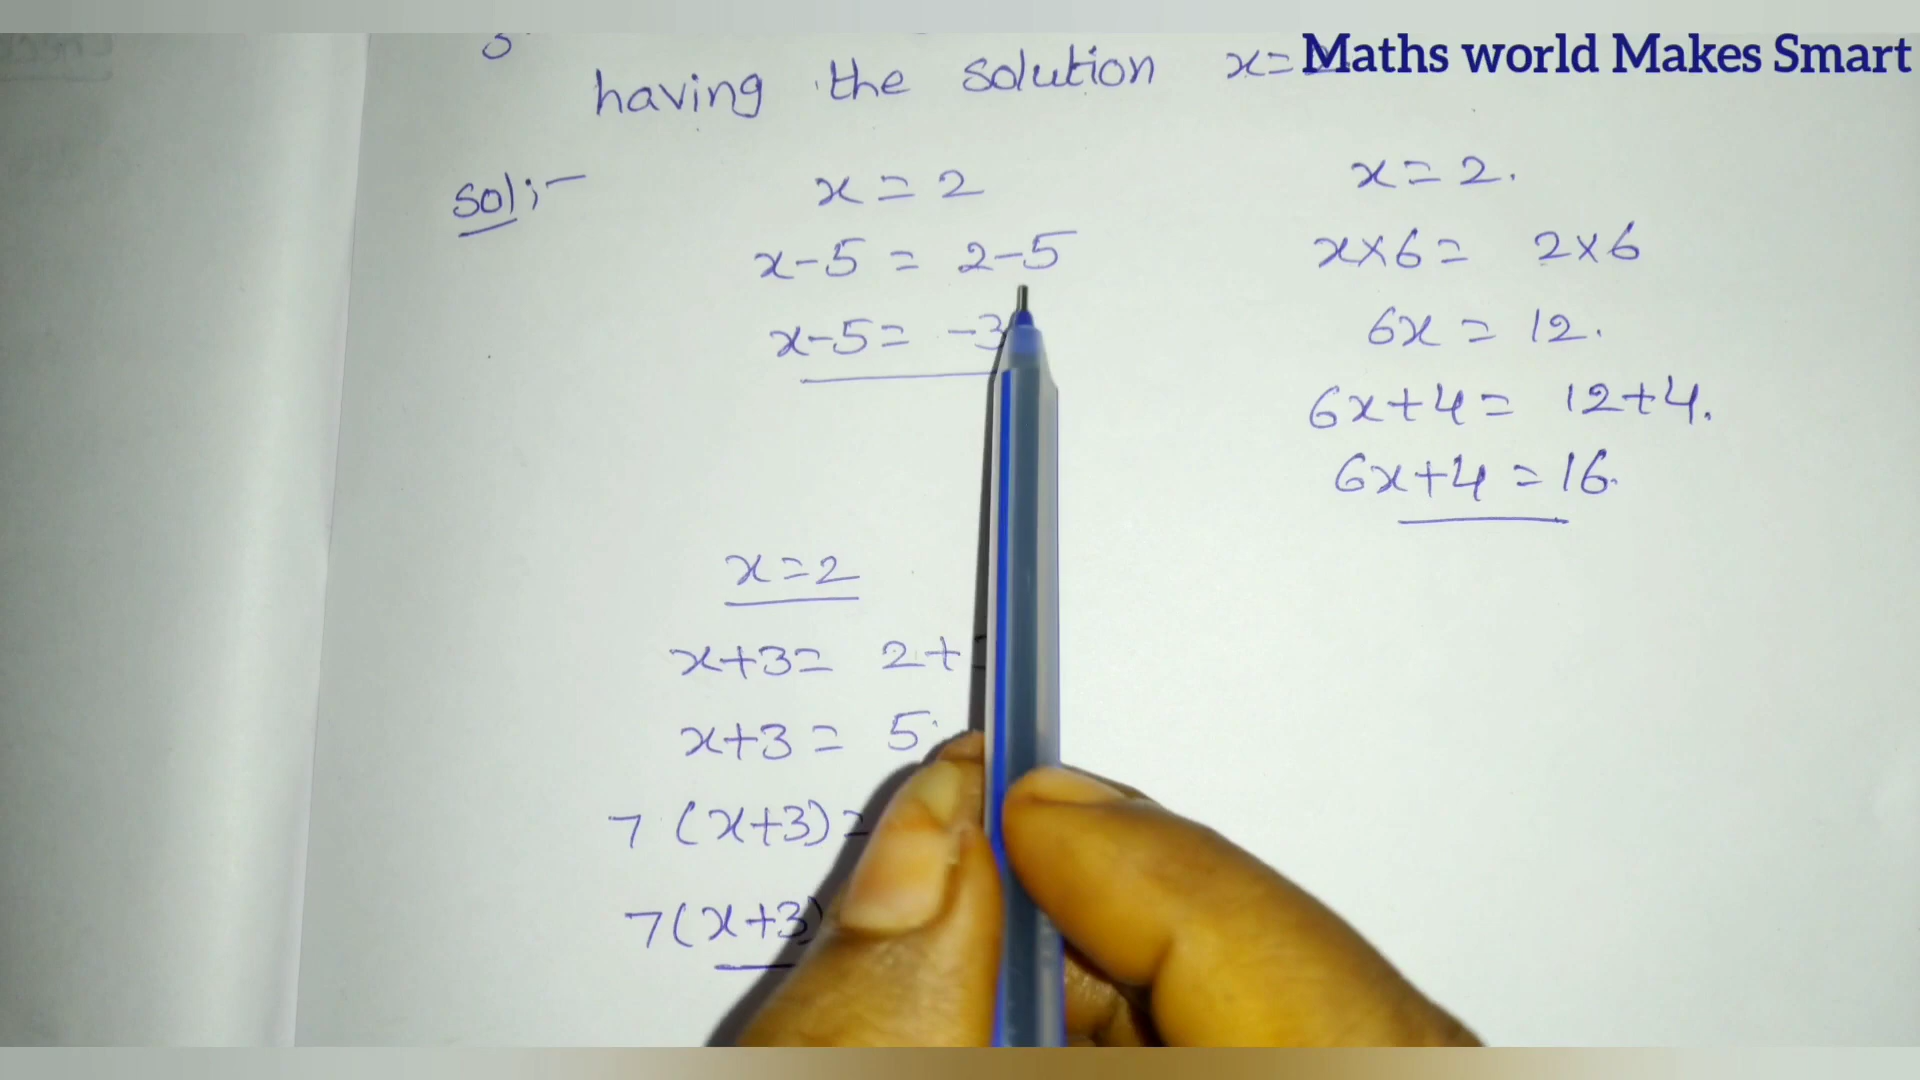 Maths world Makes Smart
having the solution x=
sol:-
x = 2
x-5 = 2-5
x-5 = -3
x = 2.
x×6 = 2×6
6x = 12.
6x+4 = 12+4.
6x+4 = 16.
x=2
x+3 = 2+
x+3 = 5.
7 (x+3) =
7(x+3)